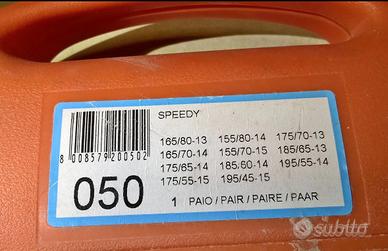 SPEEDY
165/80-13 155/80-14 175/70-13
165/70-14 155/70-15 185/65-13
175/65-14 185/60-14 195/55-14
175/55-15 195/45-15
8 008579 200502
050
1 PAIO / PAIR / PAIRE / PAAR
subito